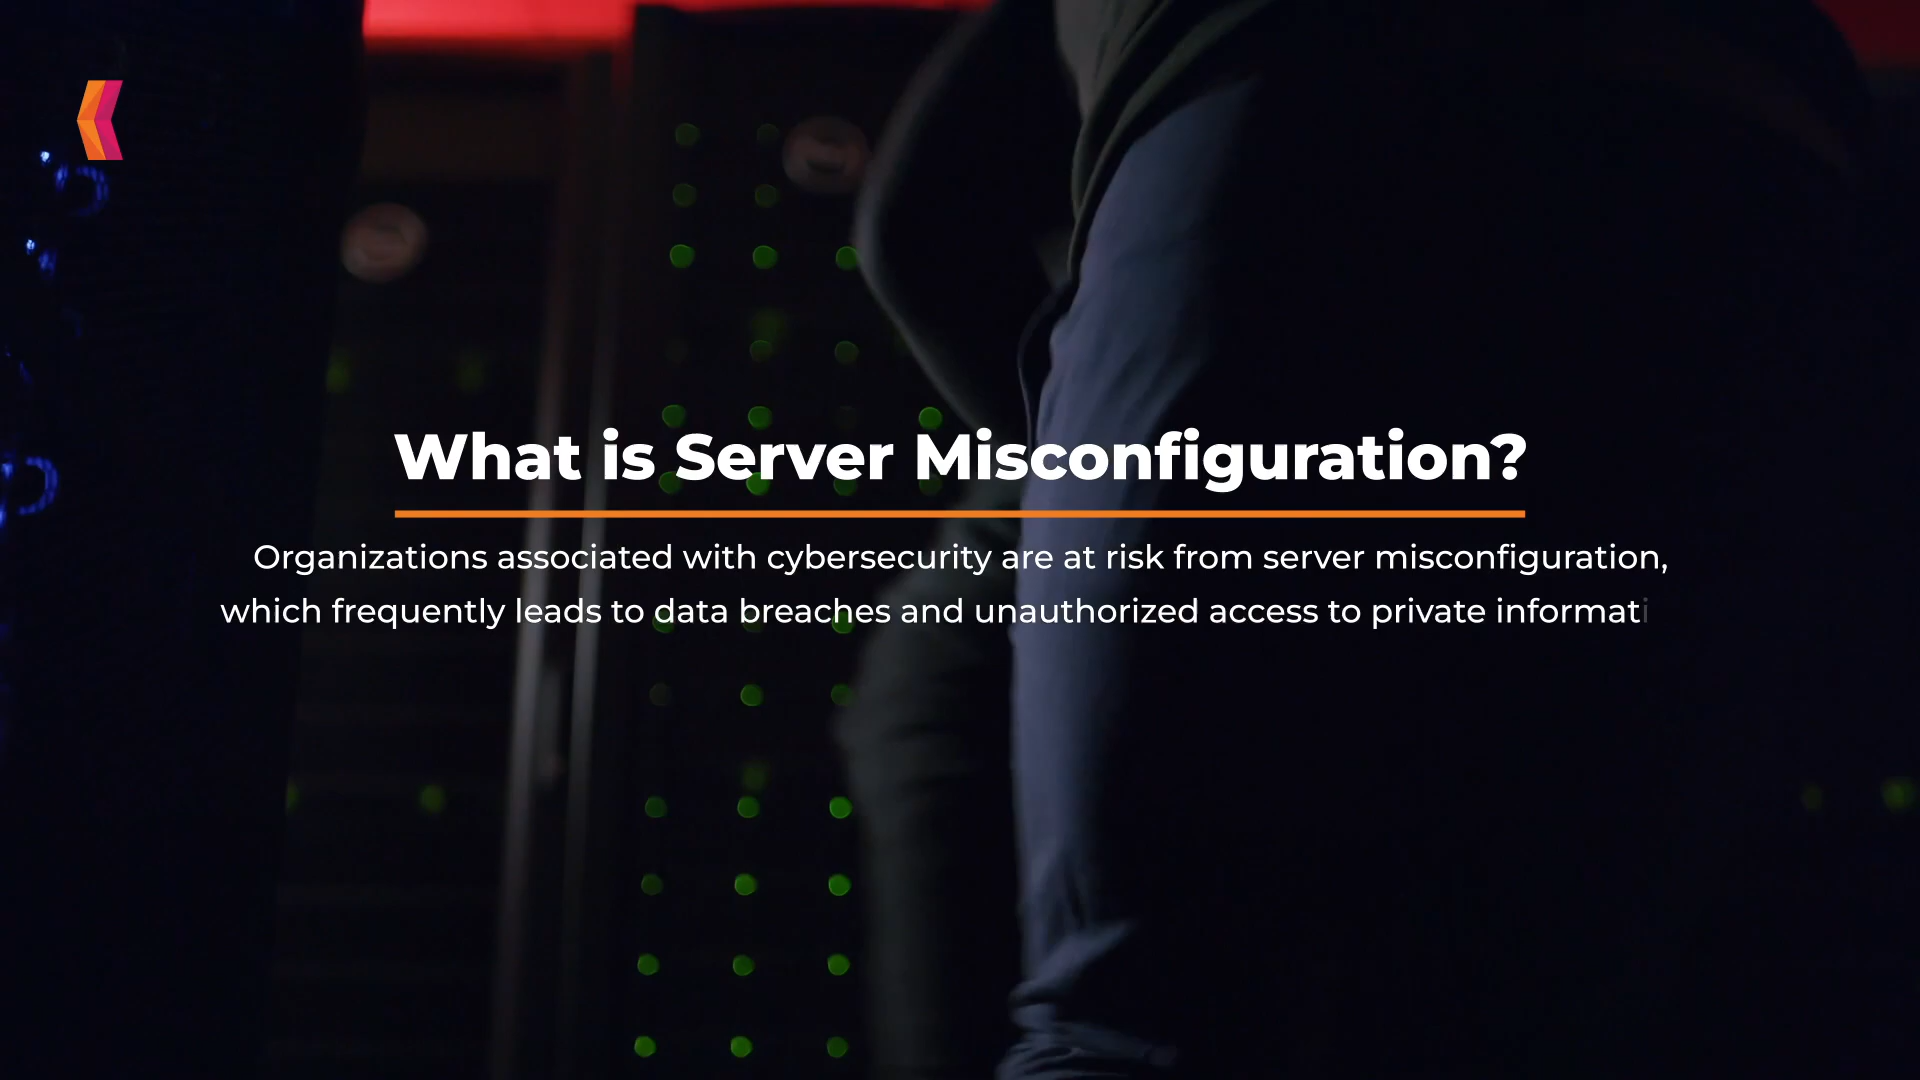 What is Server Misconfiguration?
Organizations associated with cybersecurity are at risk from server misconfiguration,
which frequently leads to data breaches and unauthorized access to private informati